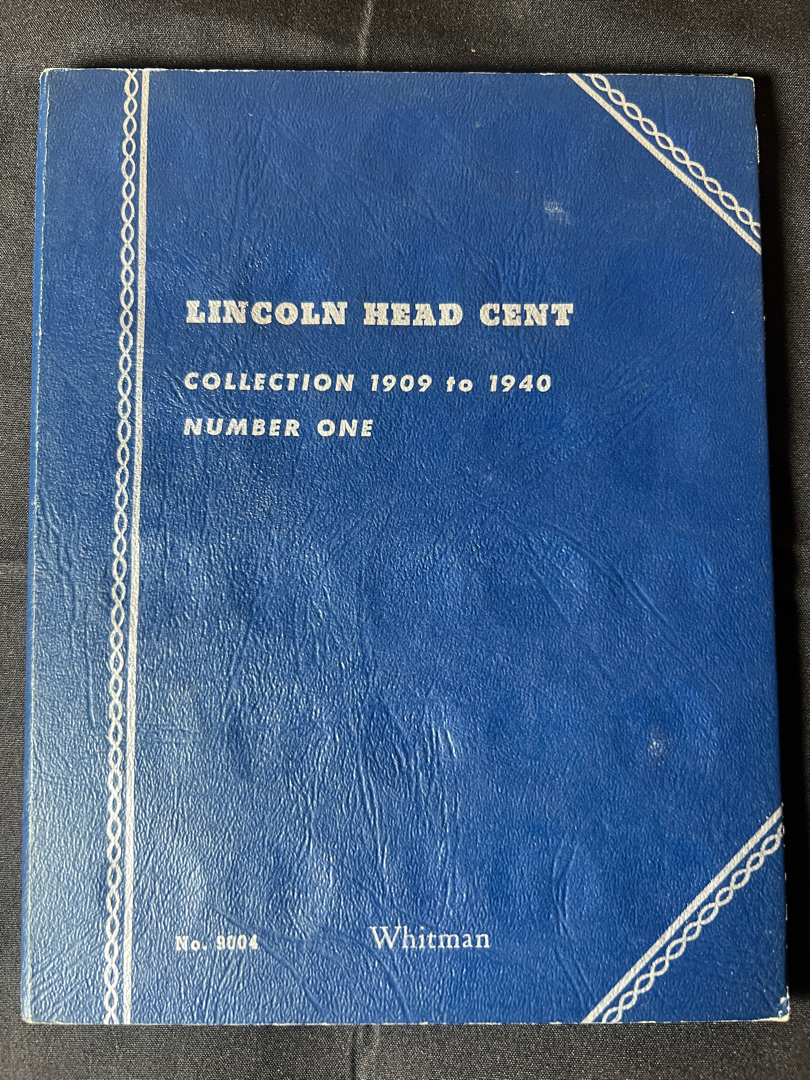 LINCOLN HEAD CENT
COLLECTION 1909 to 1940
NUMBER ONE
No. 9004 Whitman